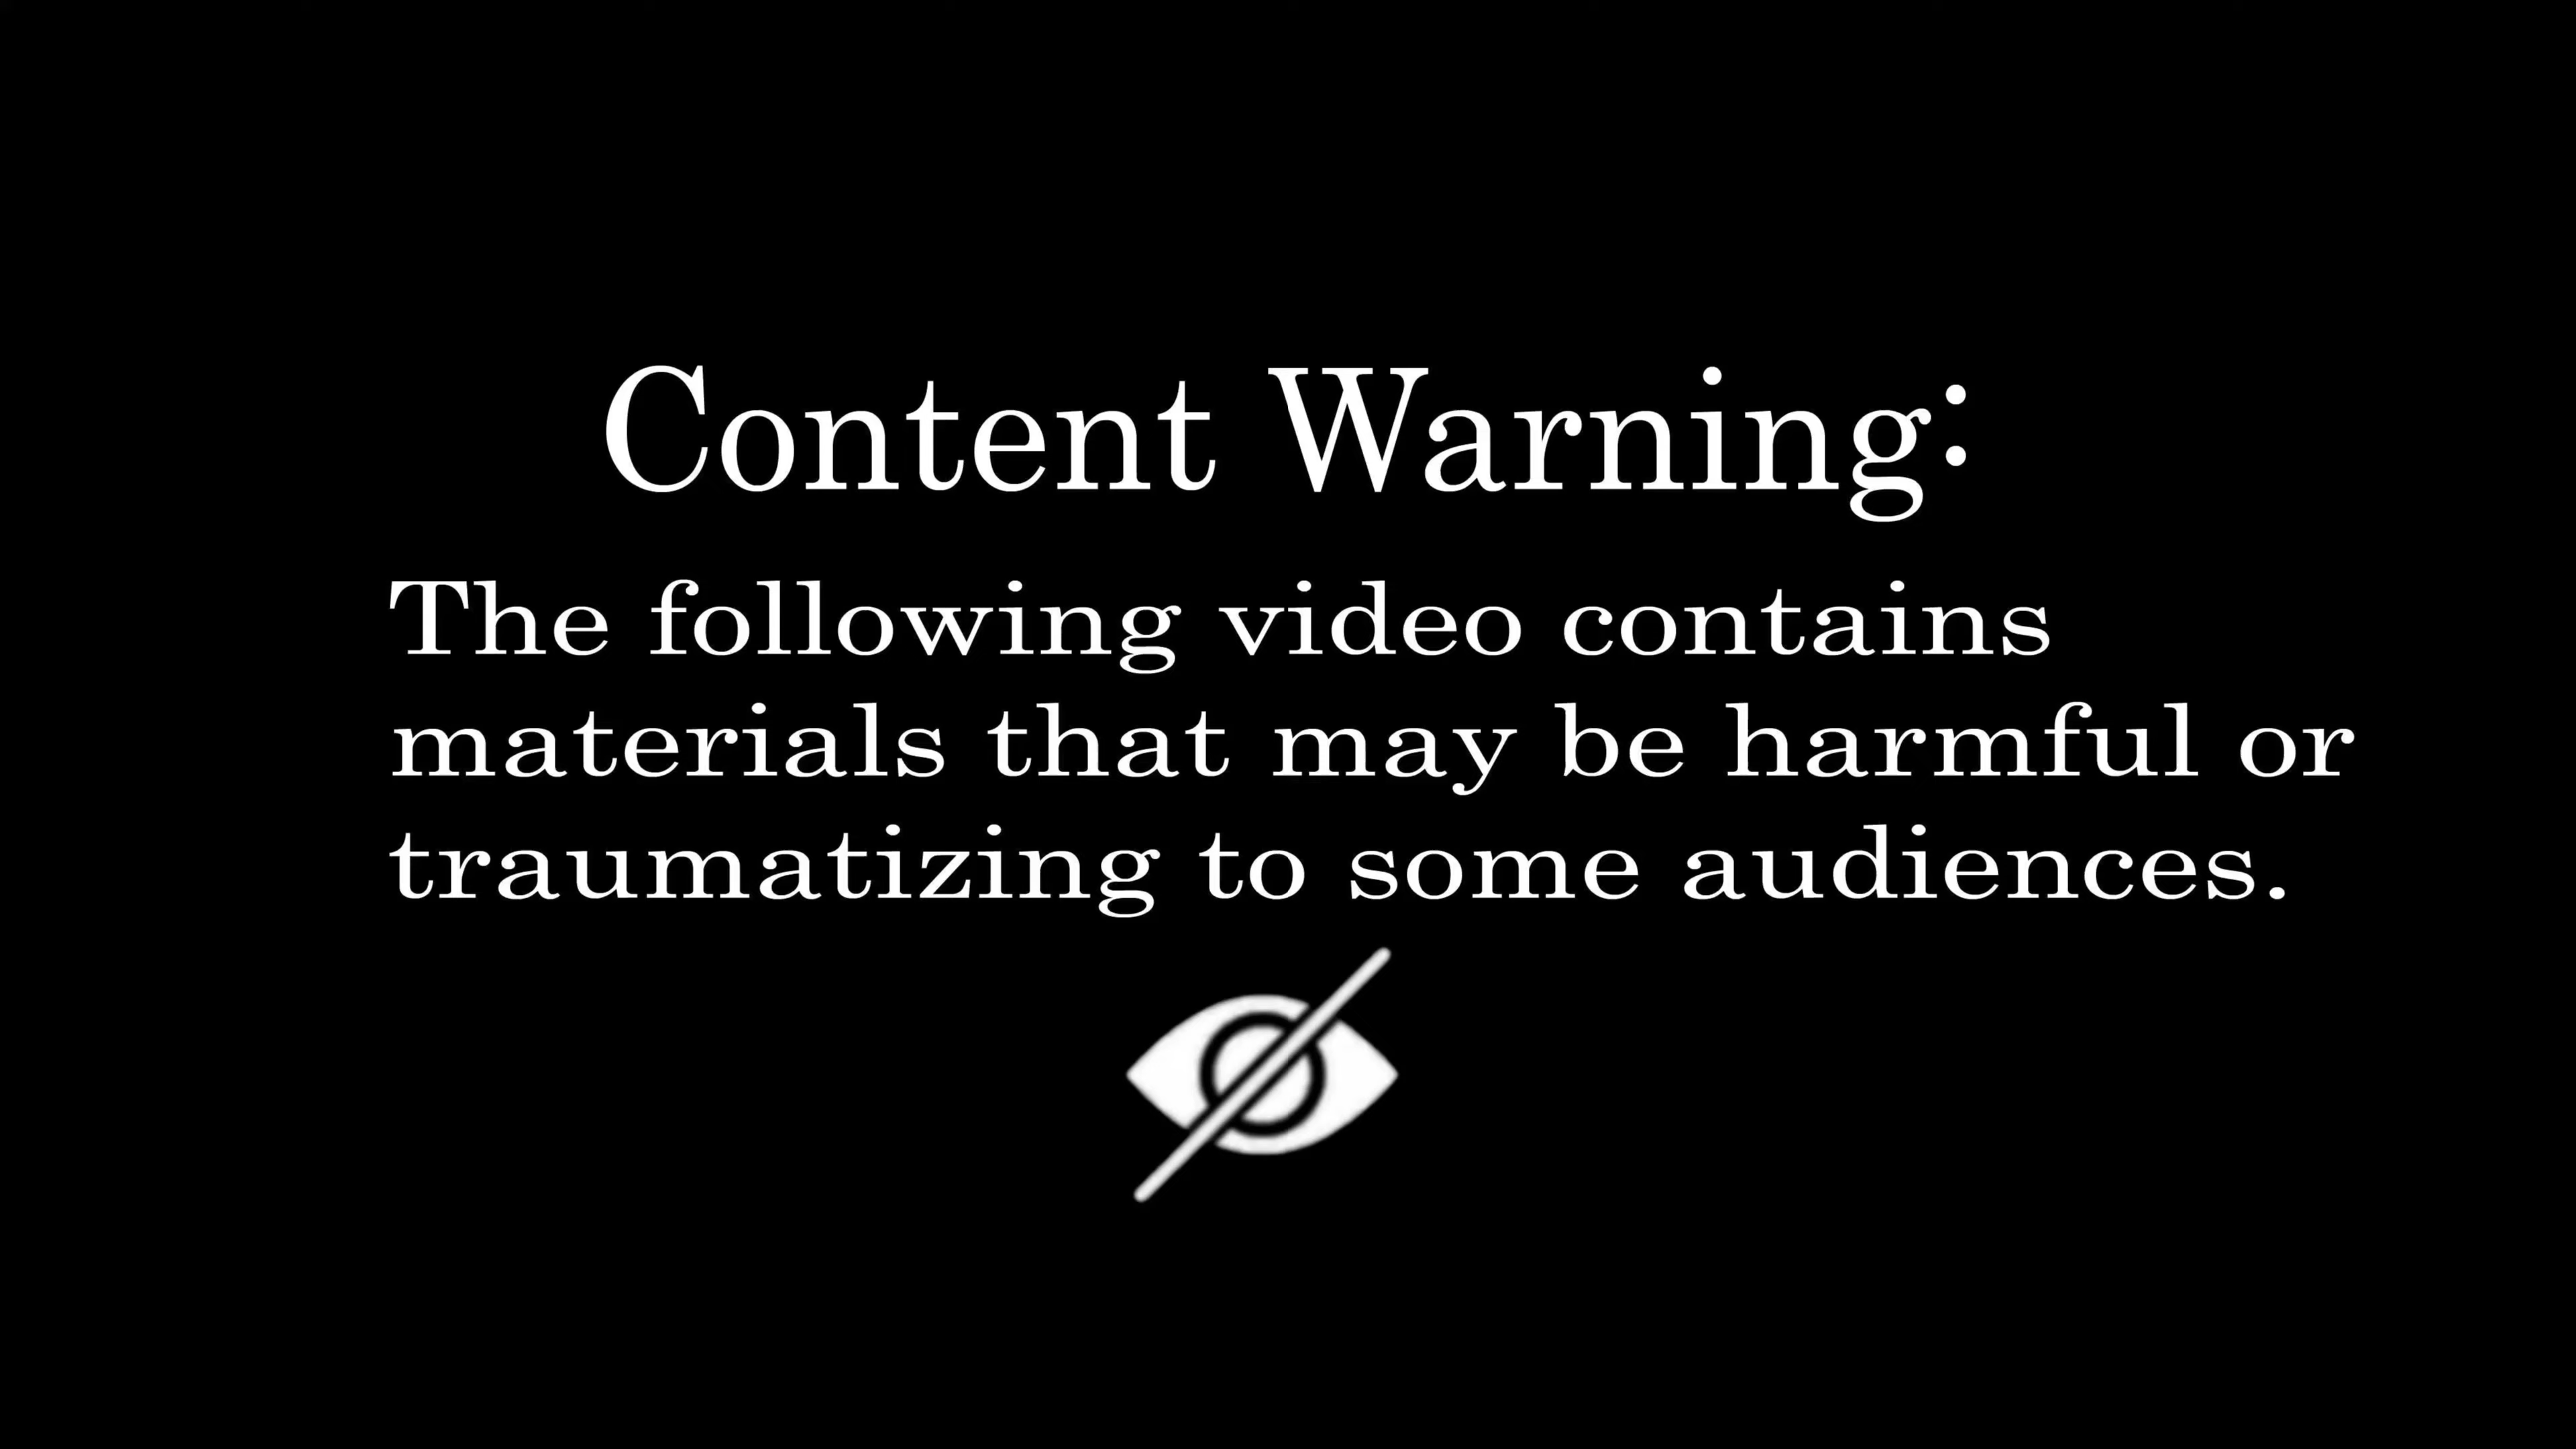 Content Warning:
The following video contains
materials that may be harmful or
traumatizing to some audiences.